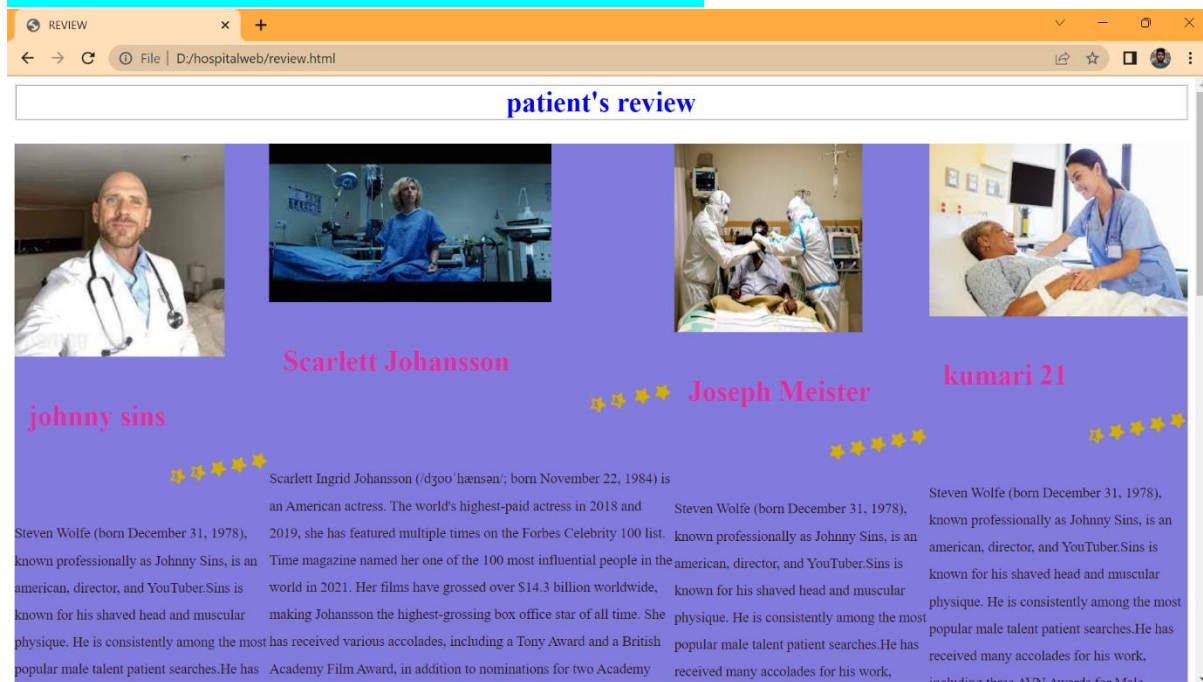 REVIEW
File | D:/hospitalweb/review.html
patient's review
johnny sins
Steven Wolfe (born December 31, 1978),
known professionally as Johnny Sins, is an
american, director, and YouTuber.Sins is
known for his shaved head and muscular
physique. He is consistently among the most
popular male talent patient searches.He has
Scarlett Johansson
Scarlett Ingrid Johansson (/dʒoʊˈhænsən/; born November 22, 1984) is
an American actress. The world's highest-paid actress in 2018 and
2019, she has featured multiple times on the Forbes Celebrity 100 list.
Time magazine named her one of the 100 most influential people in the
world in 2021. Her films have grossed over $14.3 billion worldwide,
making Johansson the highest-grossing box office star of all time. She
has received various accolades, including a Tony Award and a British
Academy Film Award, in addition to nominations for two Academy
Joseph Meister
Steven Wolfe (born December 31, 1978),
known professionally as Johnny Sins, is an
american, director, and YouTuber.Sins is
known for his shaved head and muscular
physique. He is consistently among the most
popular male talent patient searches.He has
received many accolades for his work,
kumari 21
Steven Wolfe (born December 31, 1978),
known professionally as Johnny Sins, is an
american, director, and YouTuber.Sins is
known for his shaved head and muscular
physique. He is consistently among the most
popular male talent patient searches.He has
received many accolades for his work,
including three AVN Awards for Male